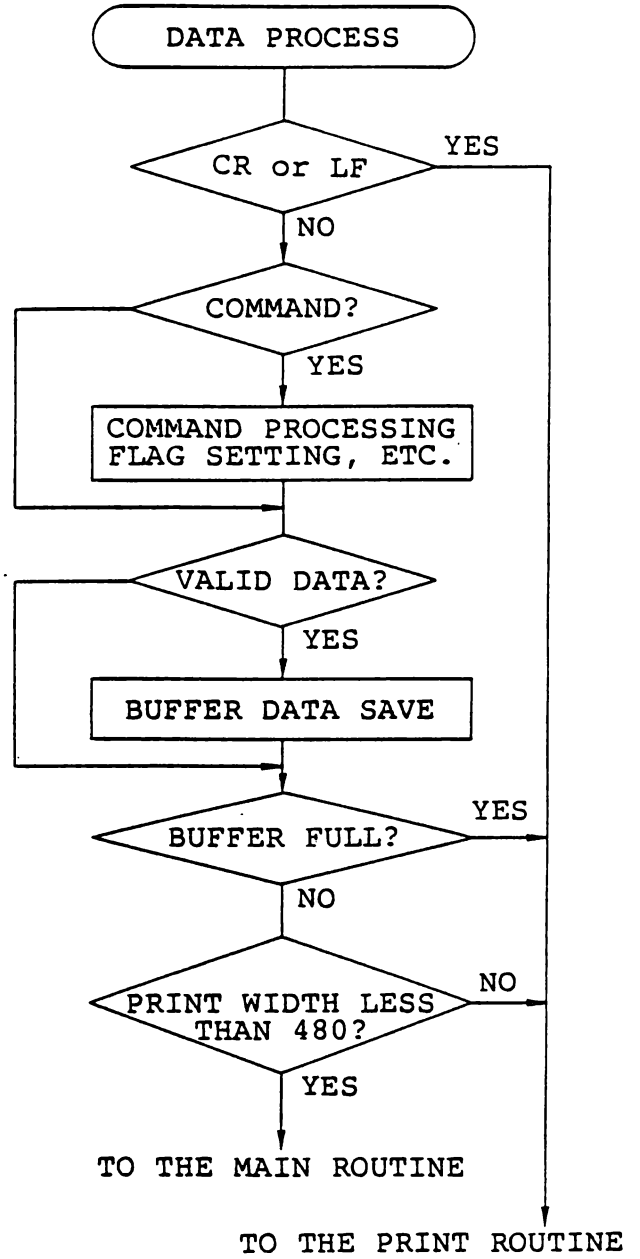 DATA PROCESS
CR or LF
YES
NO
COMMAND?
YES
COMMAND PROCESSING
FLAG SETTING, ETC.
VALID DATA?
YES
BUFFER DATA SAVE
BUFFER FULL?
YES
NO
PRINT WIDTH LESS
THAN 480?
NO
YES
TO THE MAIN ROUTINE
TO THE PRINT ROUTINE